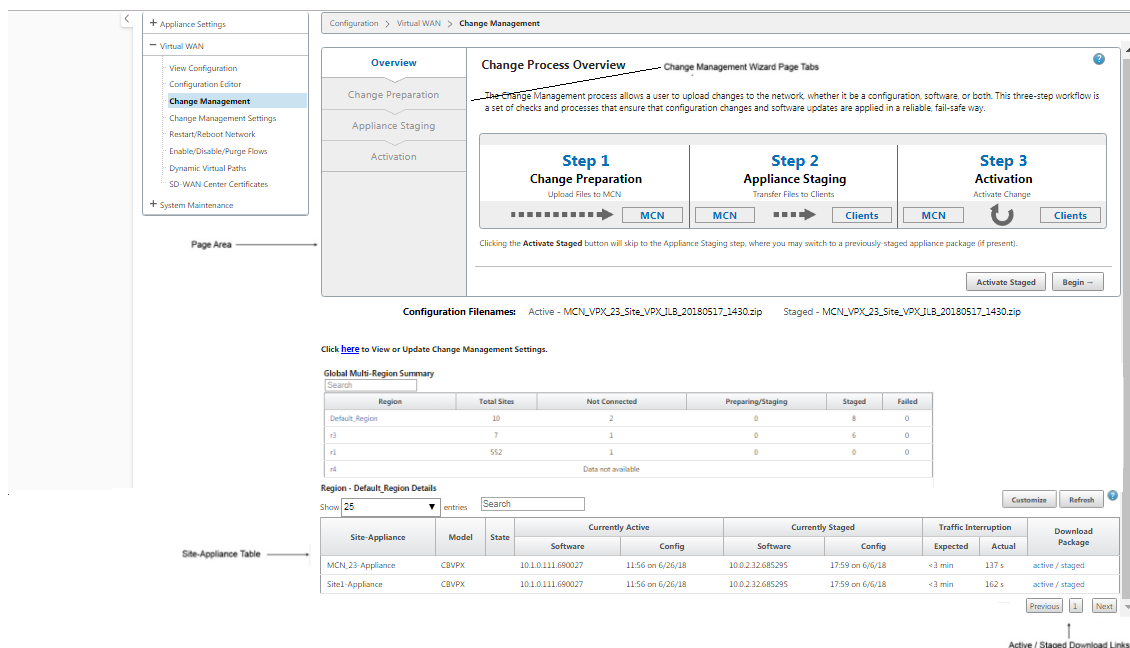 + Appliance Settings
− Virtual WAN
View Configuration
Configuration Editor
Change Management
Change Management Settings
Restart/Reboot Network
Enable/Disable/Purge Flows
Dynamic Virtual Paths
SD-WAN Center Certificates
+ System Maintenance
Configuration > Virtual WAN > Change Management
Overview
Change Preparation
Appliance Staging
Activation
Change Process Overview
Change Management Wizard Page Tabs
?
The Change Management process allows a user to upload changes to the network, whether it be a configuration, software, or both. This three-step workflow is
a set of checks and processes that ensure that configuration changes and software updates are applied in a reliable, fail-safe way.
Step 1 Step 2 Step 3
Change Preparation Appliance Staging Activation
Upload Files to MCN Transfer Files to Clients Activate Change
MCN MCN Clients MCN Clients
Page Area
Clicking the Activate Staged button will skip to the Appliance Staging step, where you may switch to a previously-staged appliance package (if present).
Activate Staged Begin →
Configuration Filenames: Active - MCN_VPX_23_Site_VPX_ILB_20180517_1430.zip Staged - MCN_VPX_23_Site_VPX_ILB_20180517_1430.zip
Click here to View or Update Change Management Settings.
Global Multi-Region Summary
Search
Region Total Sites Not Connected Preparing/Staging Staged Failed
Default_Region 10 2 0 8 0
r3 7 1 0 6 0
r1 552 1 0 0 0
r4 Data not available
Region - Default_Region Details
Show 25 entries Search Customize Refresh ?
Site-Appliance Model State Currently Active Currently Staged Traffic Interruption Download Package
Software Config Software Config Expected Actual
Site-Appliance Table
MCN_23-Appliance CBVPX 10.1.0.111.690027 11:56 on 6/26/18 10.0.2.32.685295 17:59 on 6/6/18 <3 min 137 s active / staged
Site1-Appliance CBVPX 10.1.0.111.690027 11:56 on 6/26/18 10.0.2.32.685295 17:59 on 6/6/18 <3 min 162 s active / staged
Previous 1 Next
Active / Staged Download Links